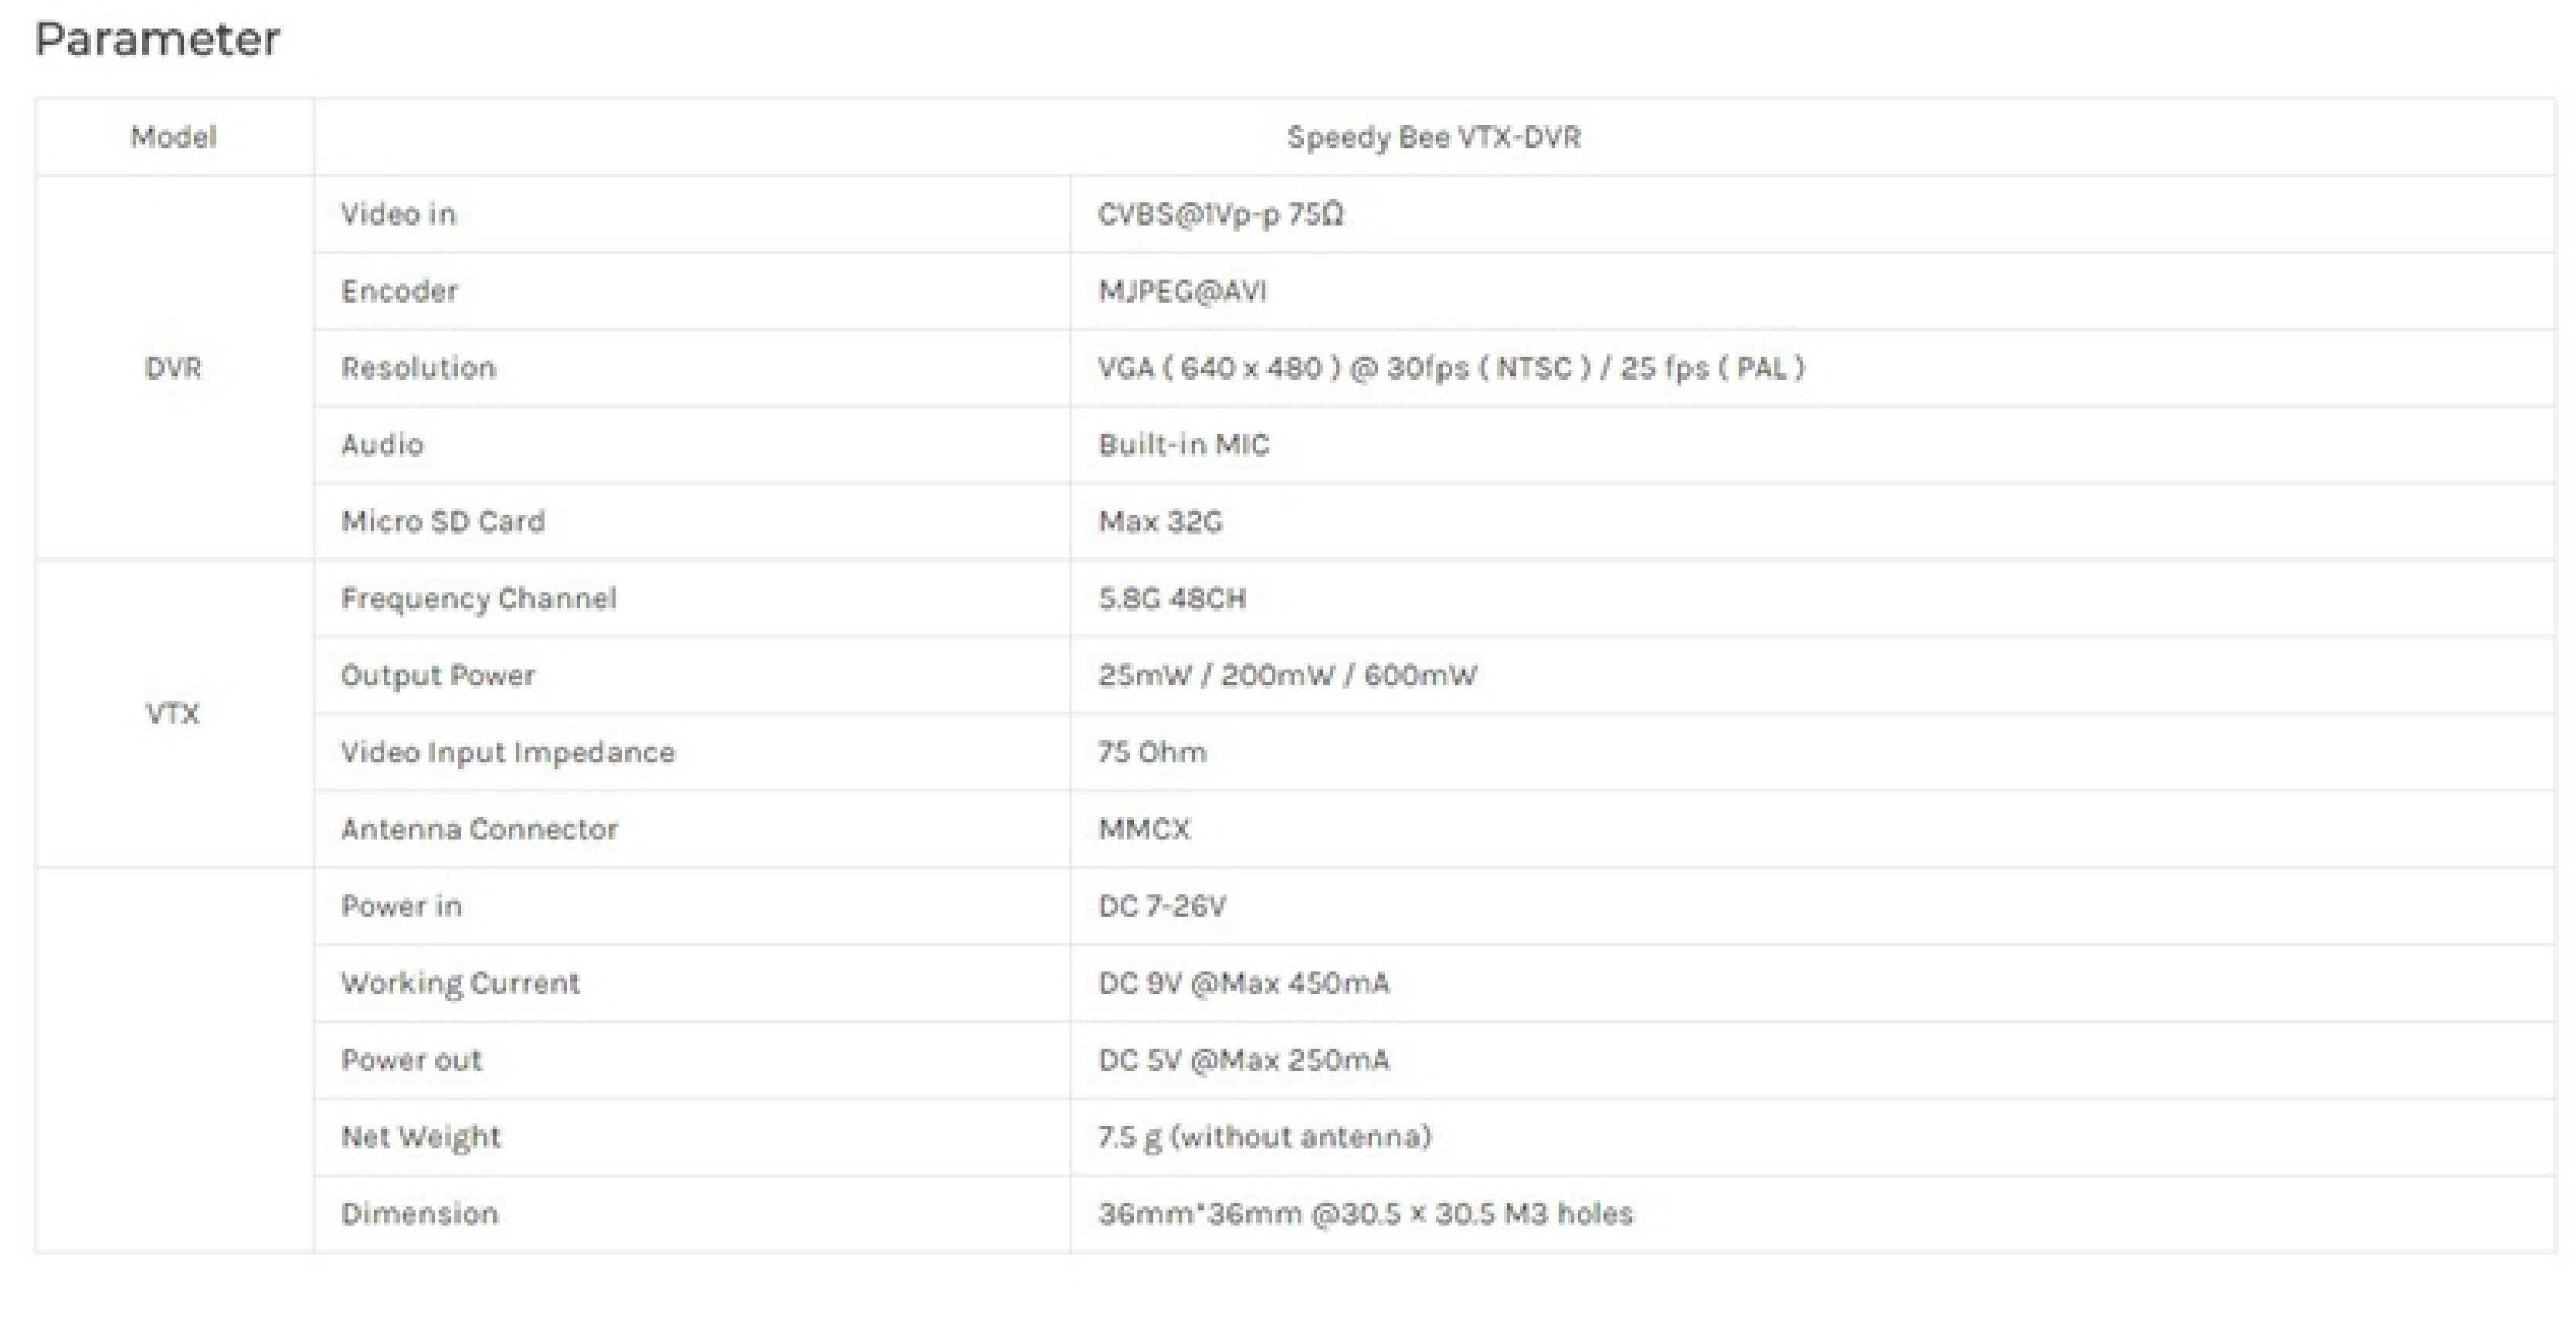 Parameter
Model Speedy Bee VTX-DVR
DVR
Video in CVBS@1Vp-p 75Ω
Encoder MJPEG@AVI
Resolution VGA ( 640 x 480 ) @ 30fps ( NTSC ) / 25 fps ( PAL )
Audio Built-in MIC
Micro SD Card Max 32G
VTX
Frequency Channel 5.8G 48CH
Output Power 25mW / 200mW / 600mW
Video Input Impedance 75 Ohm
Antenna Connector MMCX
Power in DC 7-26V
Working Current DC 9V @Max 450mA
Power out DC 5V @Max 250mA
Net Weight 7.5 g (without antenna)
Dimension 36mm*36mm @30.5 × 30.5 M3 holes